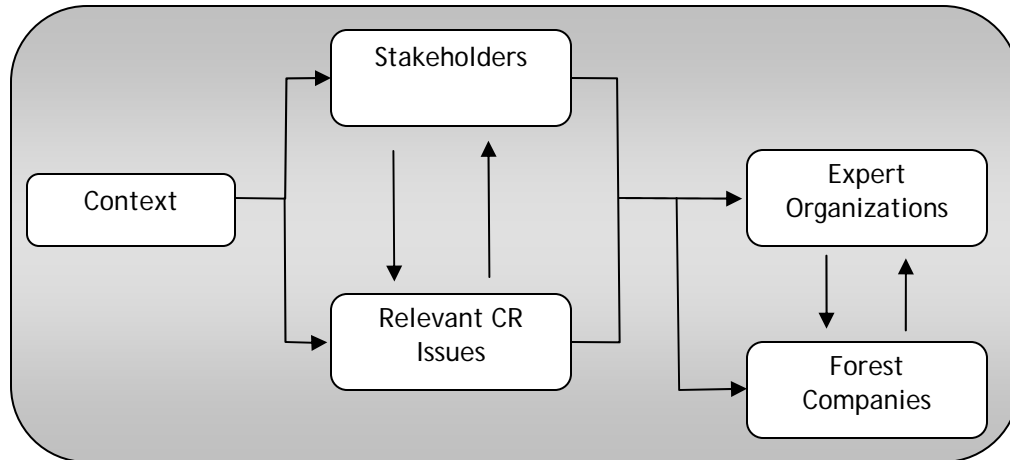 Stakeholders
Context
Relevant CR
Issues
Expert
Organizations
Forest
Companies